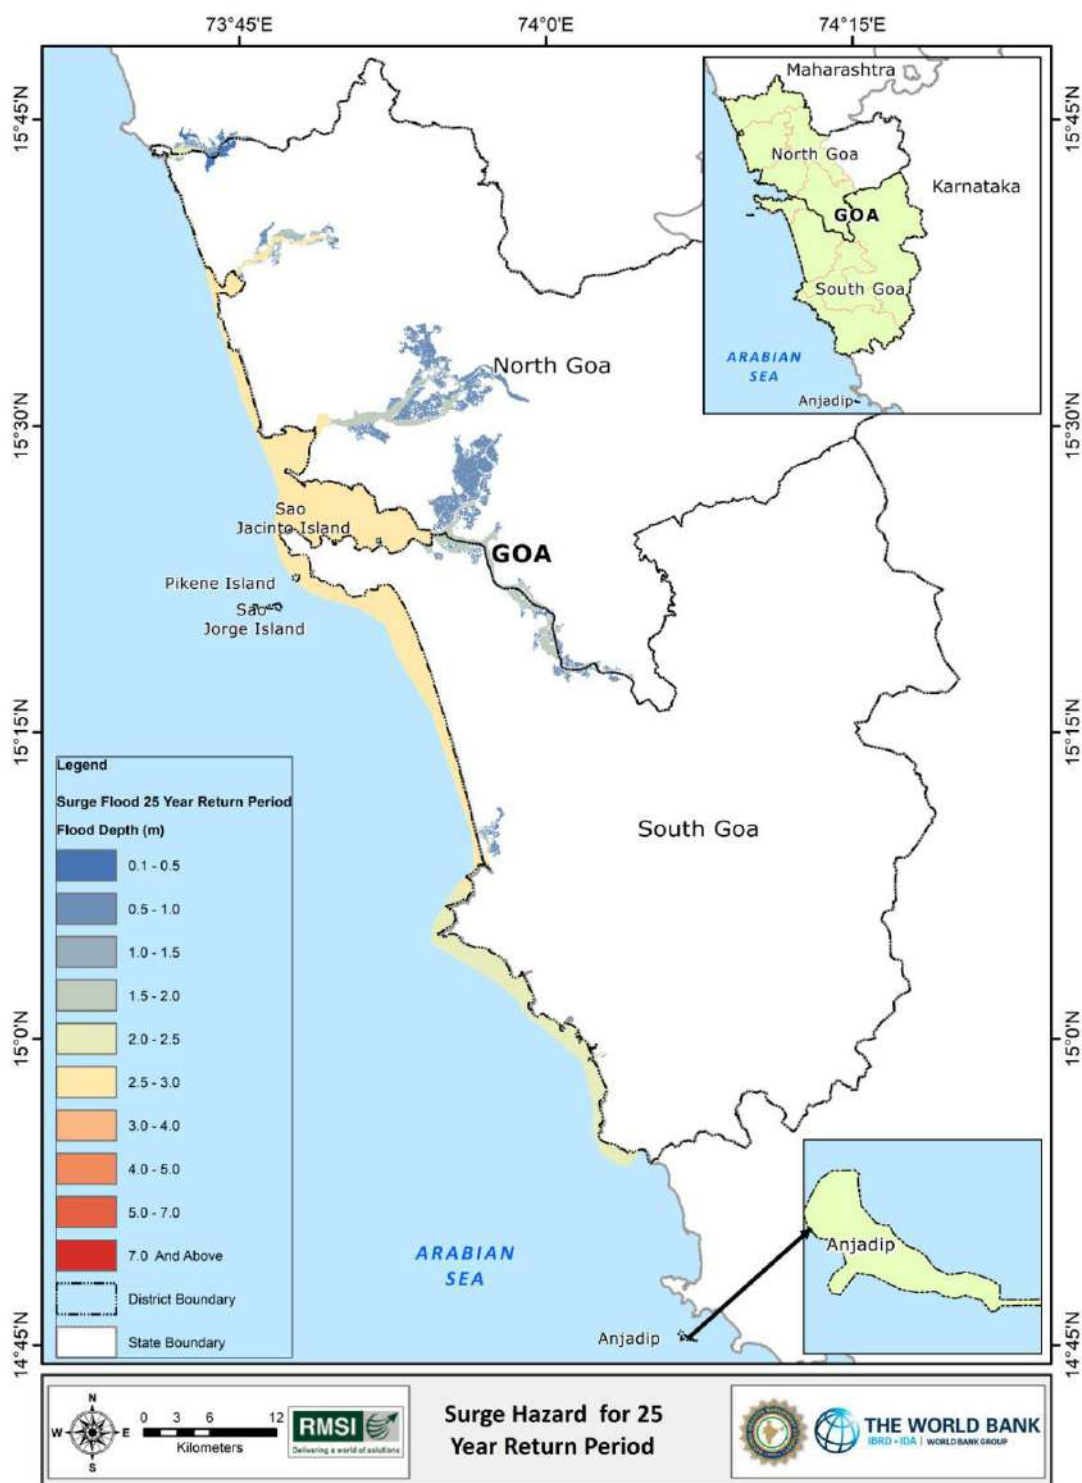 73°45'E
74°0'E
74°15'E
15°45'N
15°45'N
Maharashtra
North Goa
Karnataka
GOA
South Goa
ARABIAN
SEA
Anjadip
North Goa
15°30'N
15°30'N
Sao
Jacinto Island
GOA
Pikene Island
Sao
Jorge Island
15°15'N
15°15'N
South Goa
Legend
Surge Flood 25 Year Return Period
Flood Depth (m)
0.1 - 0.5
0.5 - 1.0
1.0 - 1.5
1.5 - 2.0
2.0 - 2.5
2.5 - 3.0
3.0 - 4.0
4.0 - 5.0
5.0 - 7.0
7.0 And Above
District Boundary
State Boundary
15°0'N
15°0'N
ARABIAN
SEA
Anjadip
Anjadip
14°45'N
14°45'N
N
W E
S
0 3 6 12
Kilometers
RMSI
Delivering a world of solutions
Surge Hazard for 25
Year Return Period
THE WORLD BANK
IBRD • IDA | WORLD BANK GROUP